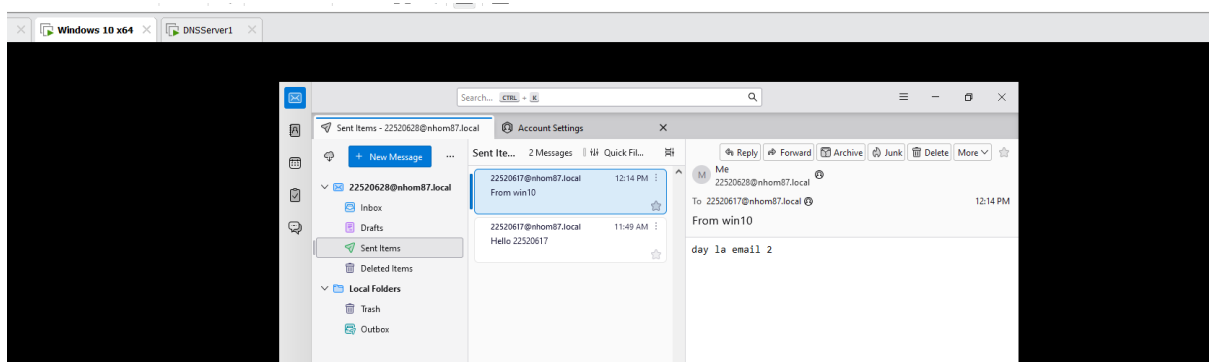 Windows 10 x64
DNSServer1
Search... CTRL + K
Sent Items - 22520628@nhom87.local
Account Settings
+ New Message
Sent Ite... 2 Messages Quick Fil...
Reply Forward Archive Junk Delete More
22520628@nhom87.local
Inbox
Drafts
Sent Items
Deleted Items
Local Folders
Trash
Outbox
22520617@nhom87.local 12:14 PM
From win10
22520617@nhom87.local 11:49 AM
Hello 22520617
M
Me
22520628@nhom87.local
To 22520617@nhom87.local 12:14 PM
From win10
day la email 2